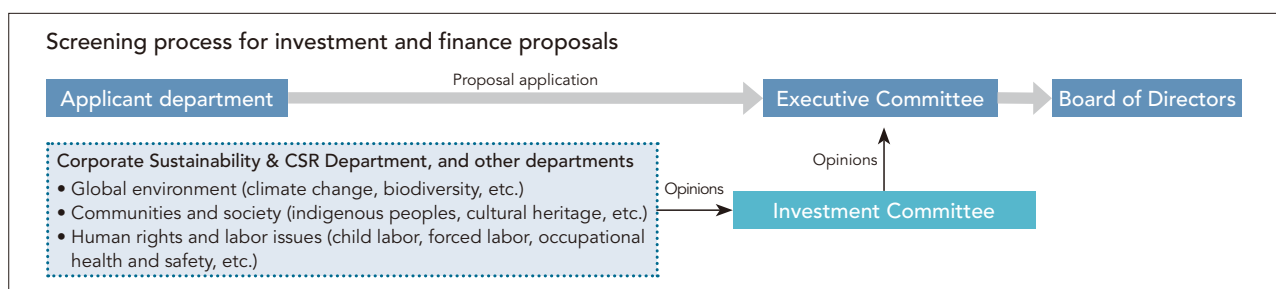 Screening process for investment and finance proposals
Proposal application
Applicant department
Executive Committee
Board of Directors
Corporate Sustainability & CSR Department, and other departments
• Global environment (climate change, biodiversity, etc.)
• Communities and society (indigenous peoples, cultural heritage, etc.)
• Human rights and labor issues (child labor, forced labor, occupational
health and safety, etc.)
Opinions
Opinions
Investment Committee